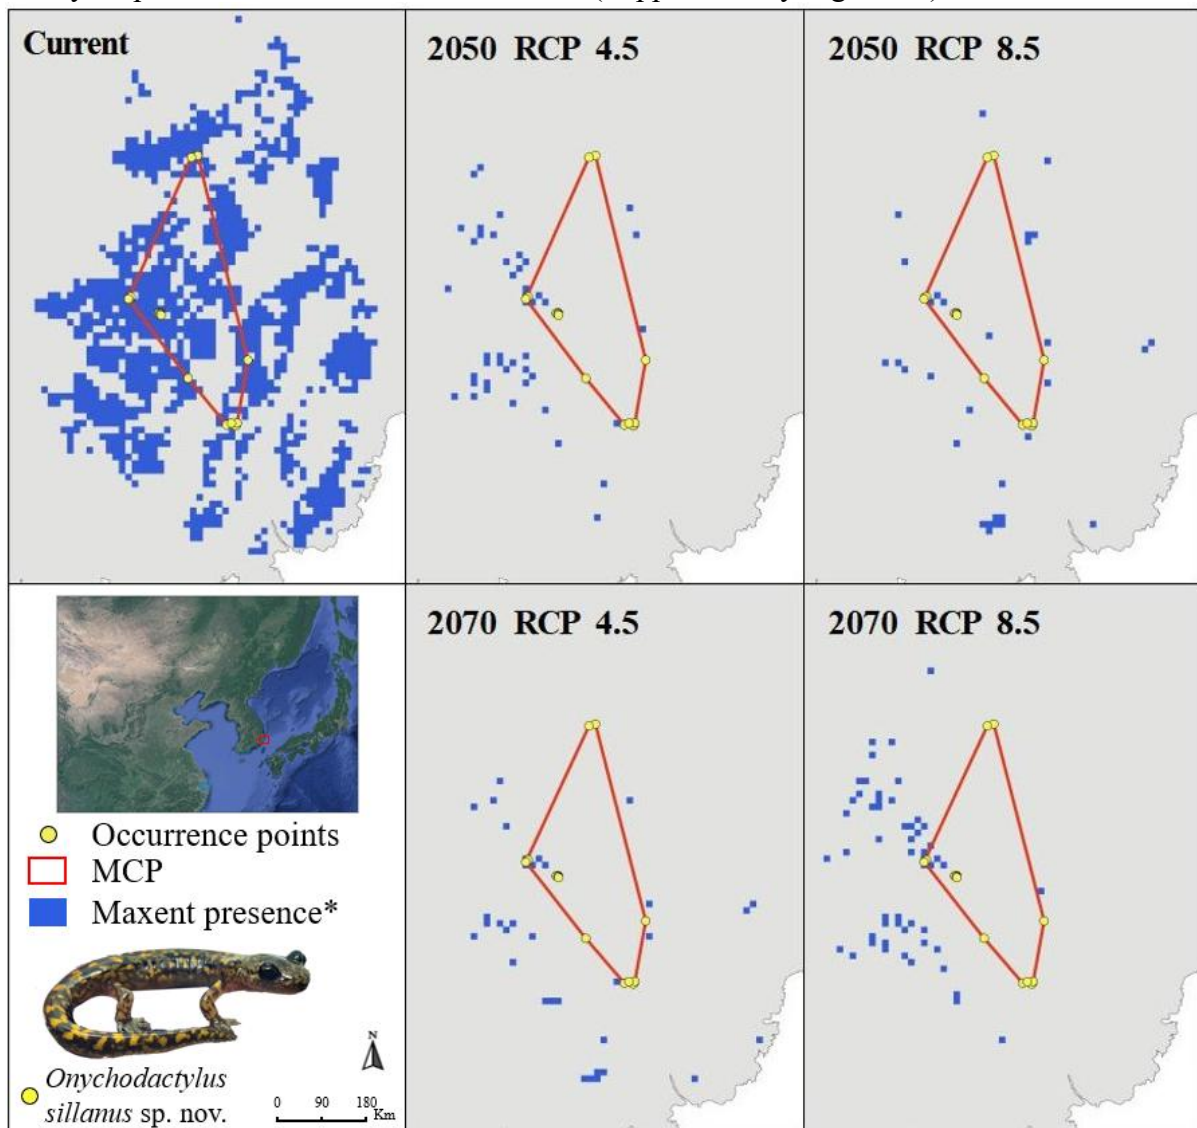 Current
2050 RCP 4.5
2050 RCP 8.5
2070 RCP 4.5
2070 RCP 8.5
Occurrence points
MCP
Maxent presence*
N
Onychodactylus
sillanus sp. nov.
0 90 180
Km